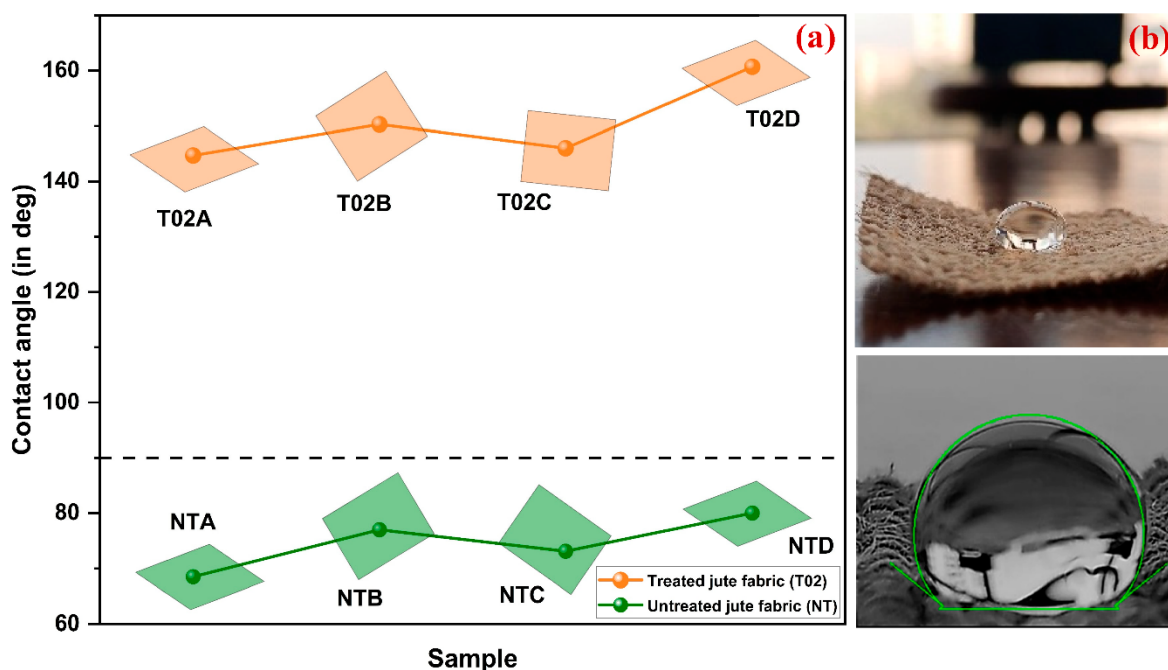 (a)
(b)
Contact angle (in deg)
160
140
120
100
80
60
T02A
T02B
T02C
T02D
NTA
NTB
NTC
NTD
Treated jute fabric (T02)
Untreated jute fabric (NT)
Sample